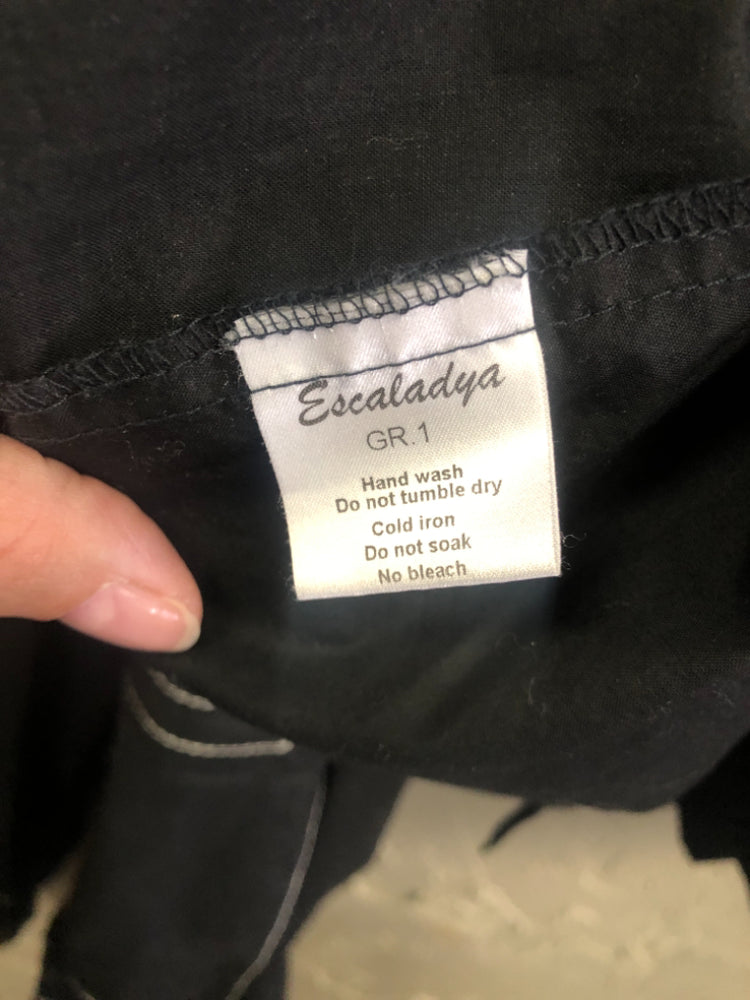 Escaladya
GR.1
Hand wash
Do not tumble dry
Cold iron
Do not soak
No bleach